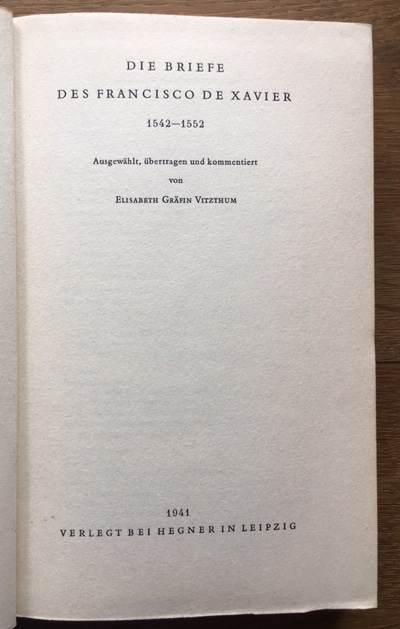 DIE BRIEFE
DES FRANCISCO DE XAVIER
1542—1552
Ausgewählt, übertragen und kommentiert
von
ELISABETH GRÄFIN VITZTHUM
1941
VERLEGT BEI HEGNER IN LEIPZIG